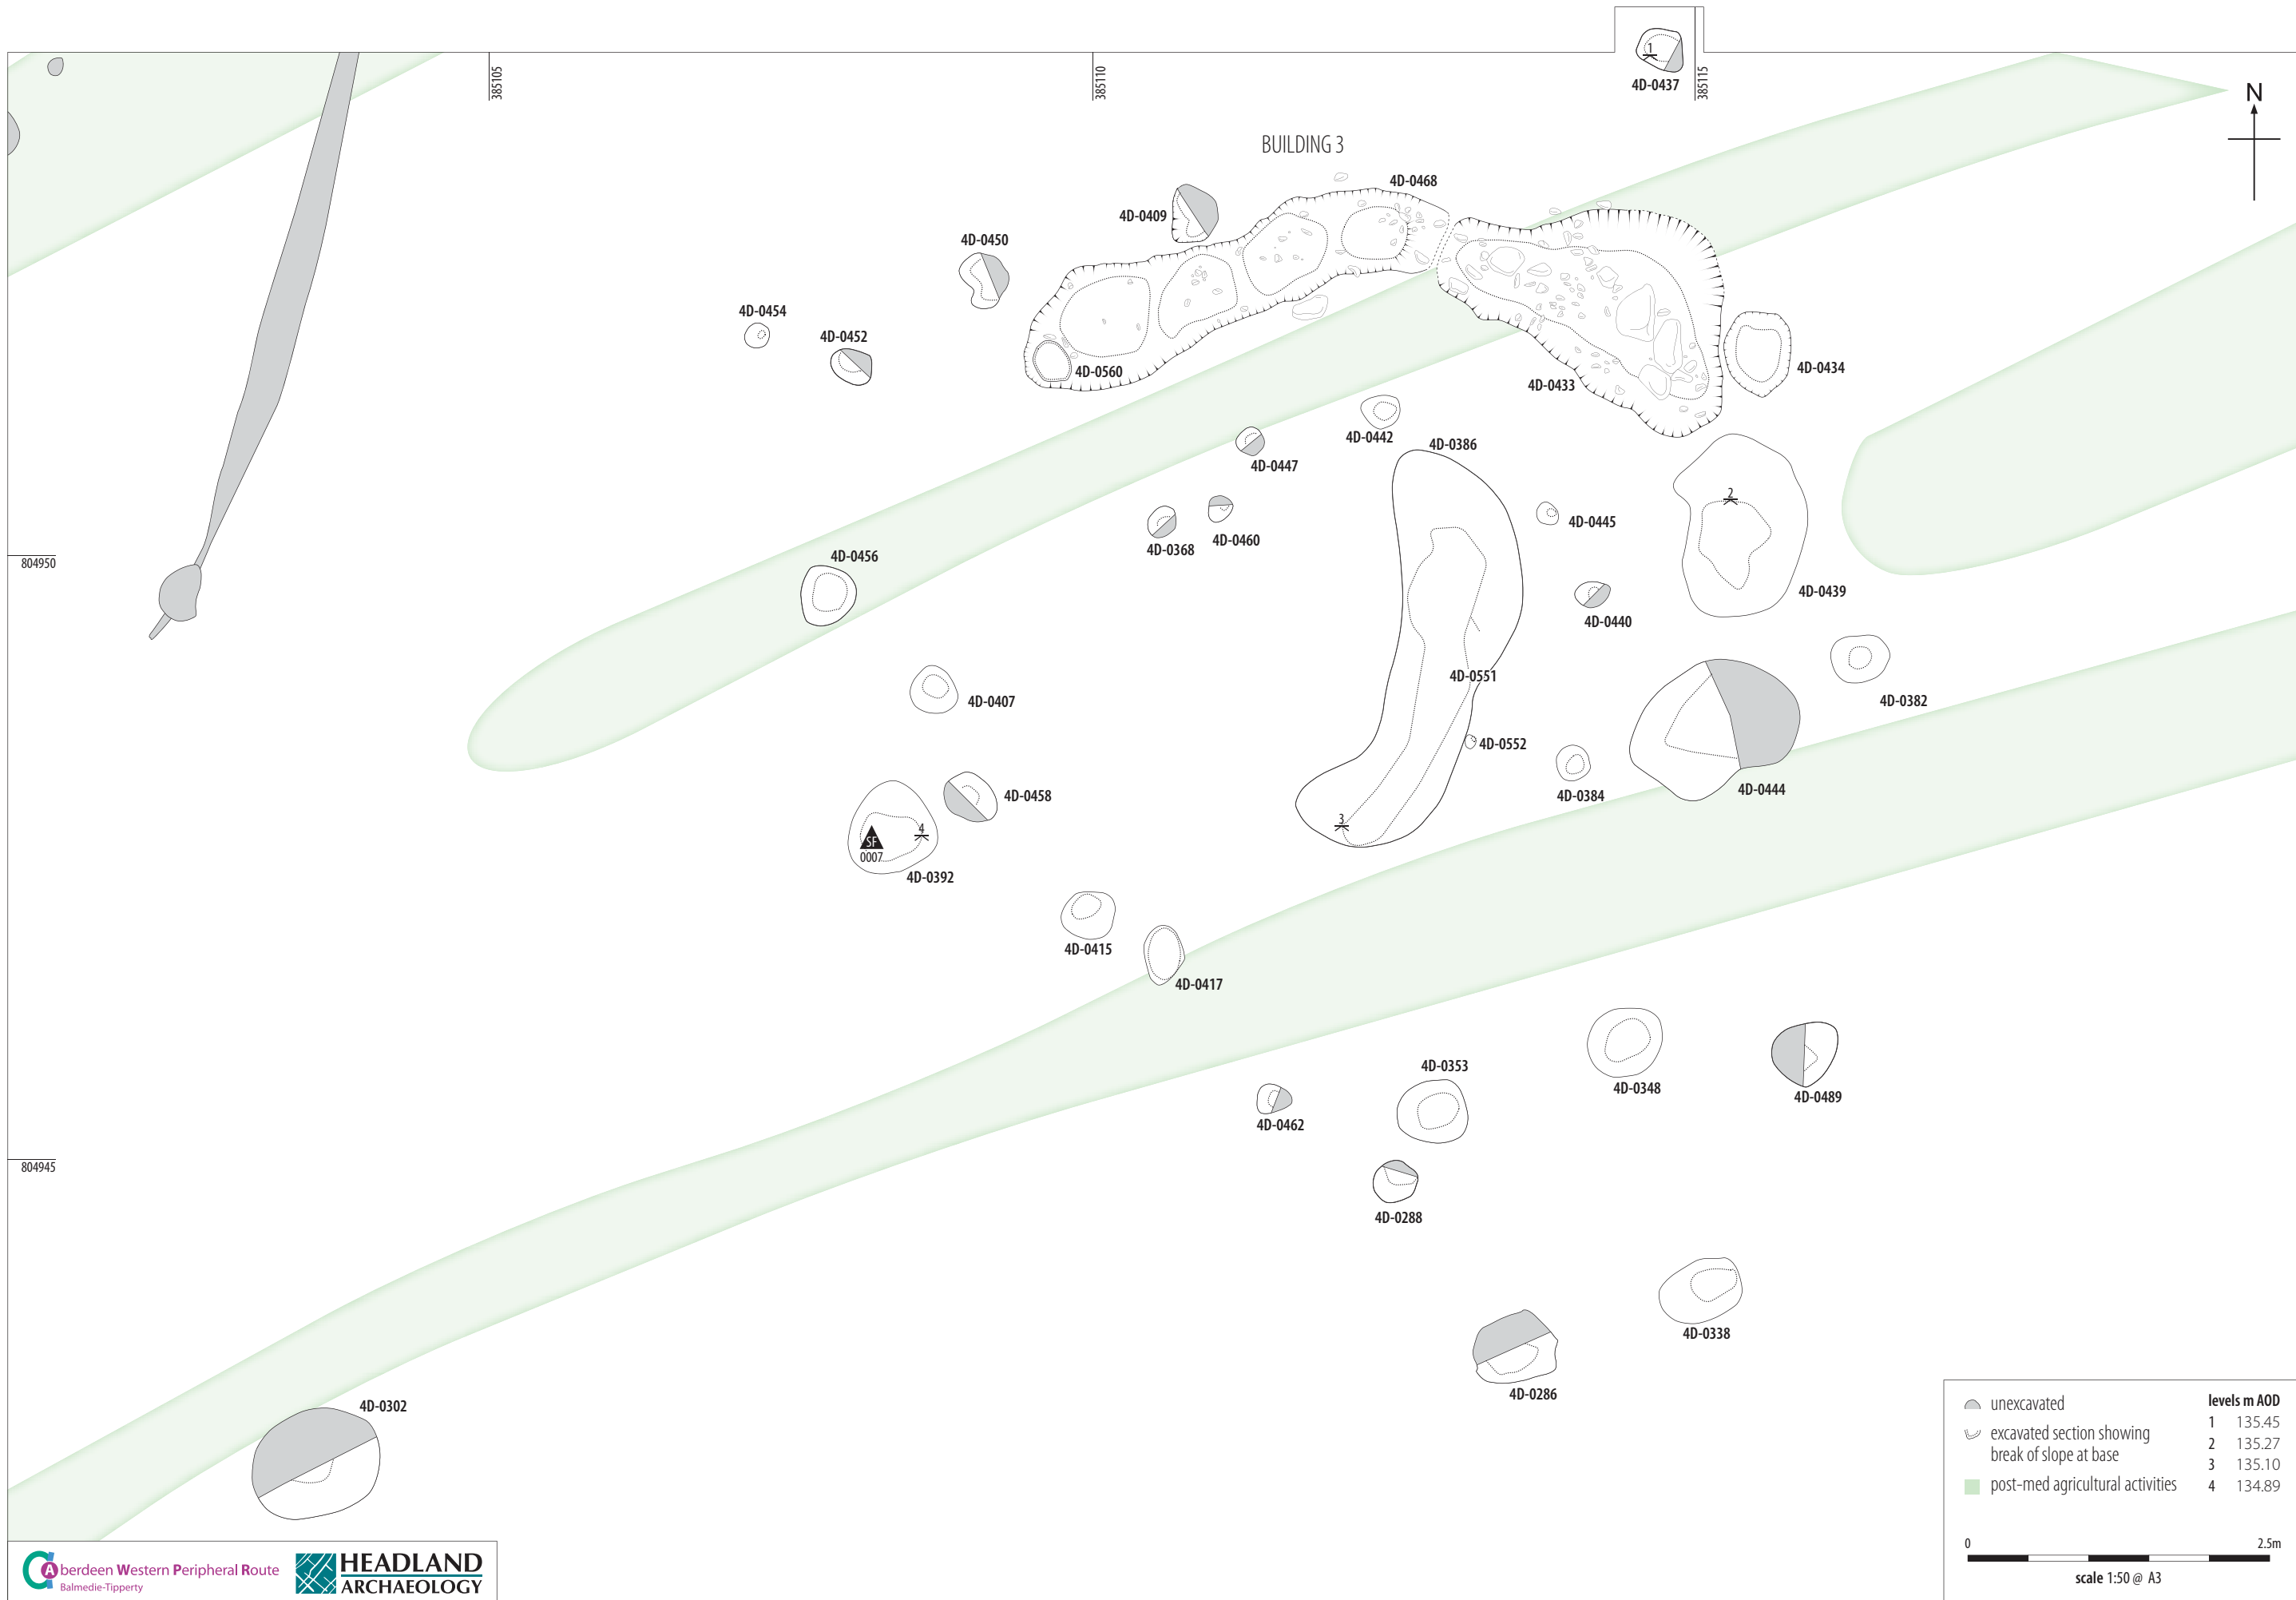 385105
385110
385115
1
4D-0437
N
BUILDING 3
4D-0468
4D-0409
4D-0450
4D-0454
4D-0452
4D-0560
4D-0433
4D-0434
4D-0442
4D-0386
4D-0447
2
4D-0445
4D-0368
4D-0460
804950
4D-0456
4D-0439
4D-0440
4D-0551
4D-0407
4D-0382
4D-0552
4D-0458
4D-0384
4D-0444
3
4
SF
0007
4D-0392
4D-0415
4D-0417
4D-0353
4D-0348
4D-0489
4D-0462
804945
4D-0288
4D-0338
4D-0286
4D-0302
unexcavated
excavated section showing
break of slope at base
post-med agricultural activities
levels m AOD
1 135.45
2 135.27
3 135.10
4 134.89
0 2.5m
scale 1:50 @ A3
Aberdeen Western Peripheral Route
Balmedie-Tipperty
HEADLAND
ARCHAEOLOGY